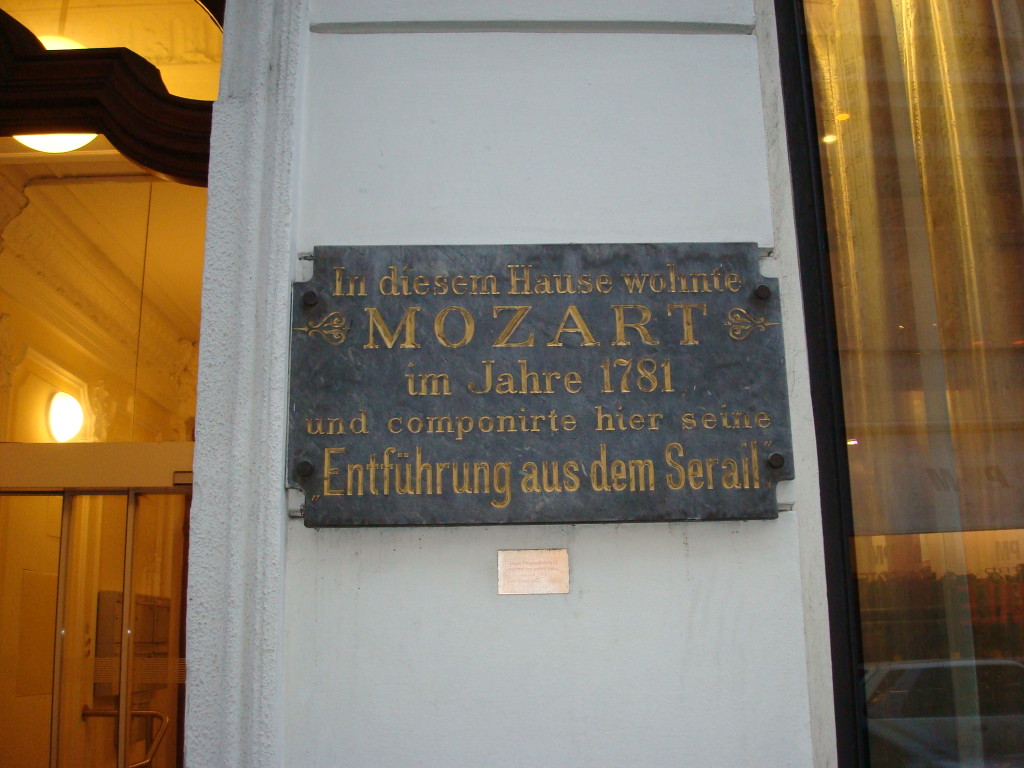 In diesem Hause wohnte
MOZART
im Jahre 1781
und componirte hier seine
„Entführung aus dem Serail.“